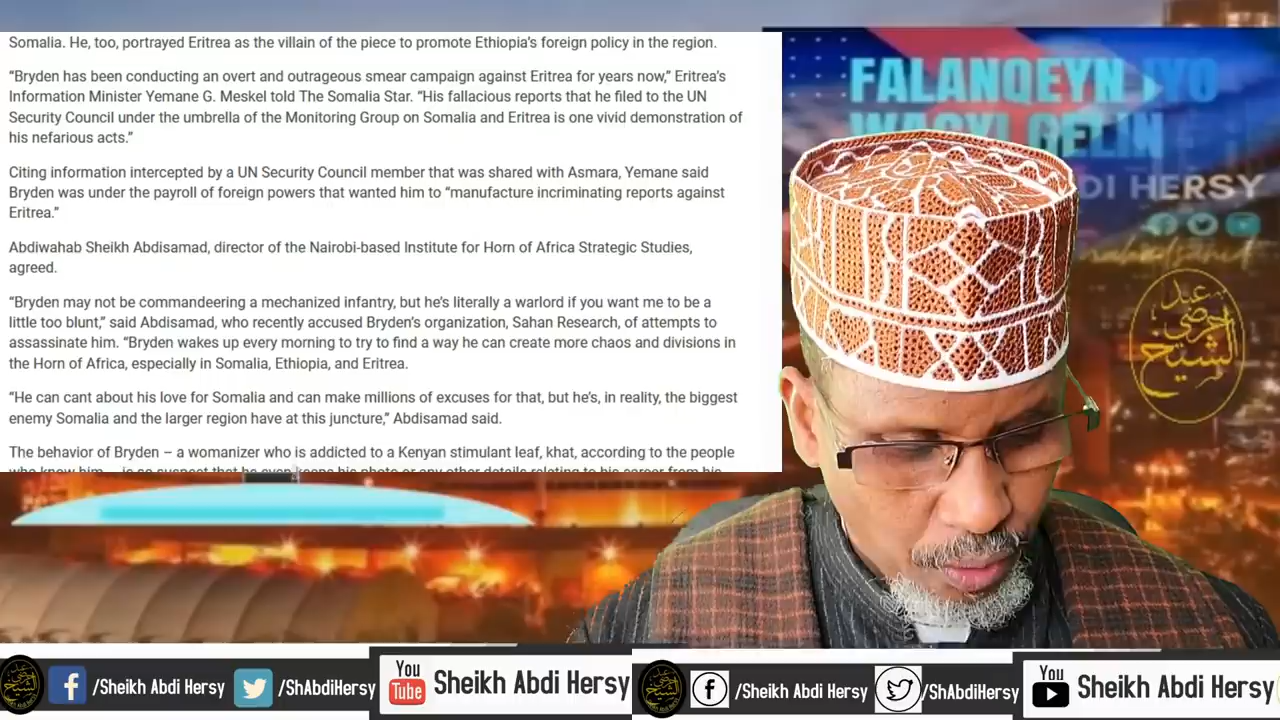 Somalia. He, too, portrayed Eritrea as the villain of the piece to promote Ethiopia's foreign policy in the region.
“Bryden has been conducting an overt and outrageous smear campaign against Eritrea for years now,” Eritrea's
Information Minister Yemane G. Meskel told The Somalia Star. “His fallacious reports that he filed to the UN
Security Council under the umbrella of the Monitoring Group on Somalia and Eritrea is one vivid demonstration of
his nefarious acts.”
Citing information intercepted by a UN Security Council member that was shared with Asmara, Yemane said
Bryden was under the payroll of foreign powers that wanted him to “manufacture incriminating reports against
Eritrea.”
Abdiwahab Sheikh Abdisamad, director of the Nairobi-based Institute for Horn of Africa Strategic Studies,
agreed.
“Bryden may not be commandeering a mechanized infantry, but he's literally a warlord if you want me to be a
little too blunt,” said Abdisamad, who recently accused Bryden's organization, Sahan Research, of attempts to
assassinate him. “Bryden wakes up every morning to try to find a way he can create more chaos and divisions in
the Horn of Africa, especially in Somalia, Ethiopia, and Eritrea.
“He can cant about his love for Somalia and can make millions of excuses for that, but he's, in reality, the biggest
enemy Somalia and the larger region have at this juncture,” Abdisamad said.
The behavior of Bryden – a womanizer who is addicted to a Kenyan stimulant leaf, khat, according to the people
FALANQEYN IYO
HERSY
/Sheikh Abdi Hersy
/ShAbdiHersy
You Tube
Sheikh Abdi Hersy
/Sheikh Abdi Hersy
/ShAbdiHersy
You
Sheikh Abdi Hersy